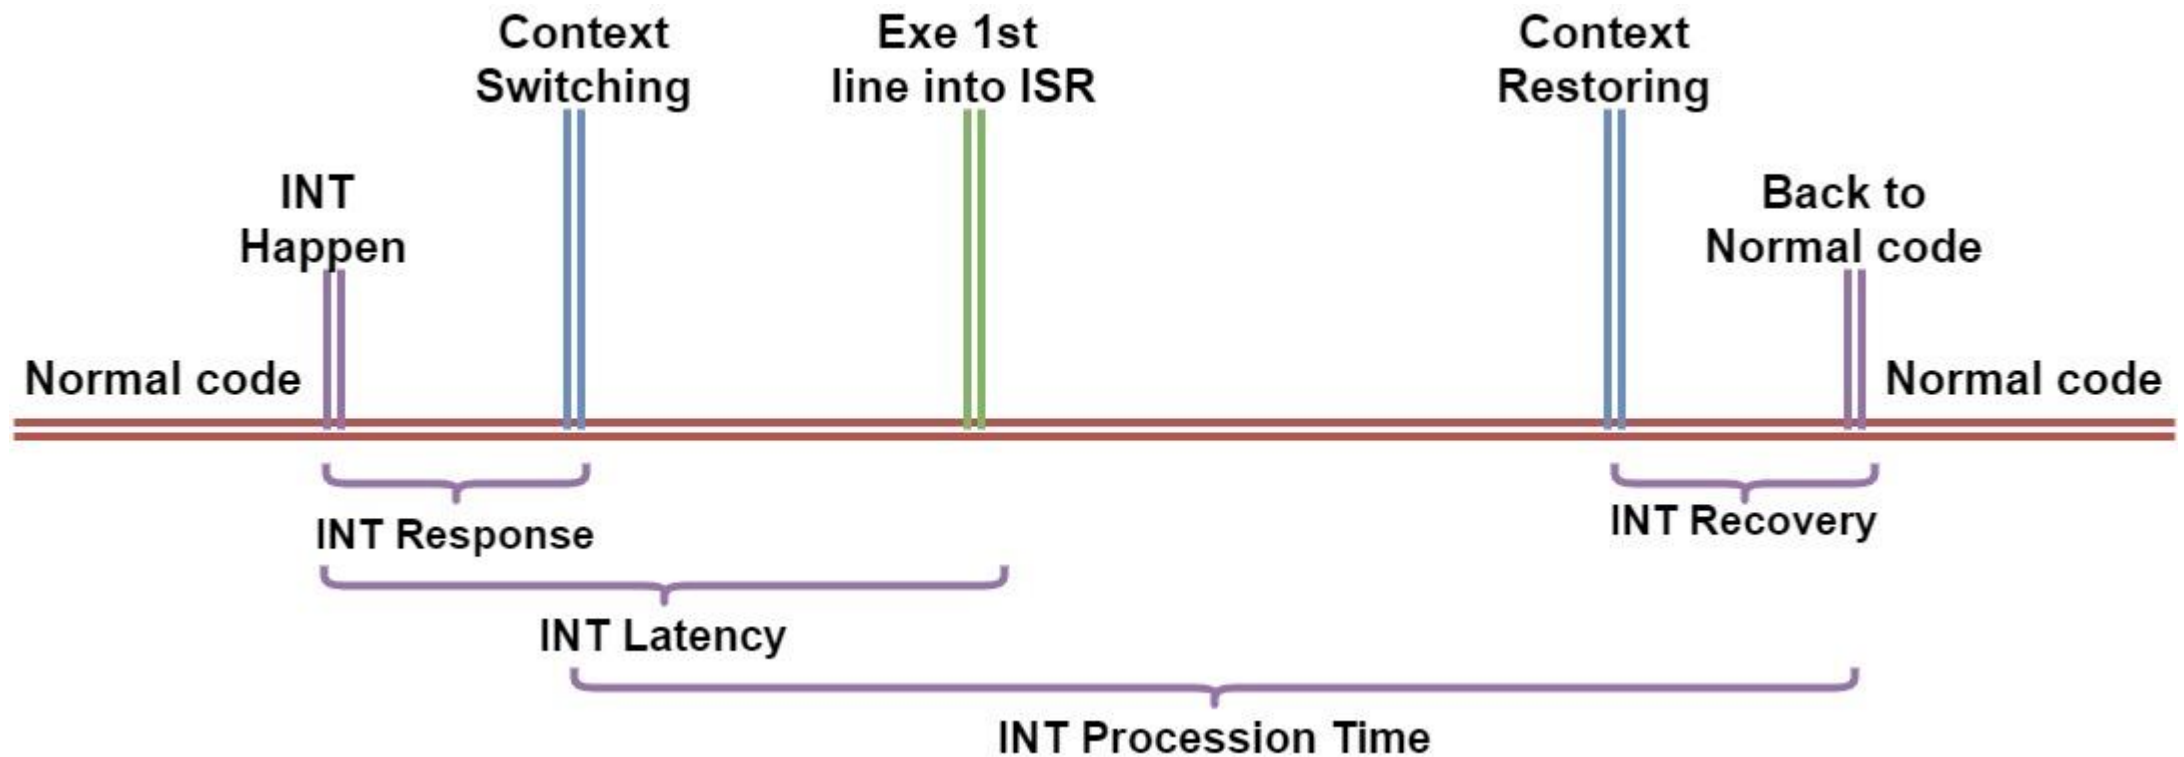 Context
Switching
Exe 1st
line into ISR
Context
Restoring
INT
Happen
Back to
Normal code
Normal code
Normal code
INT Response
INT Recovery
INT Latency
INT Procession Time